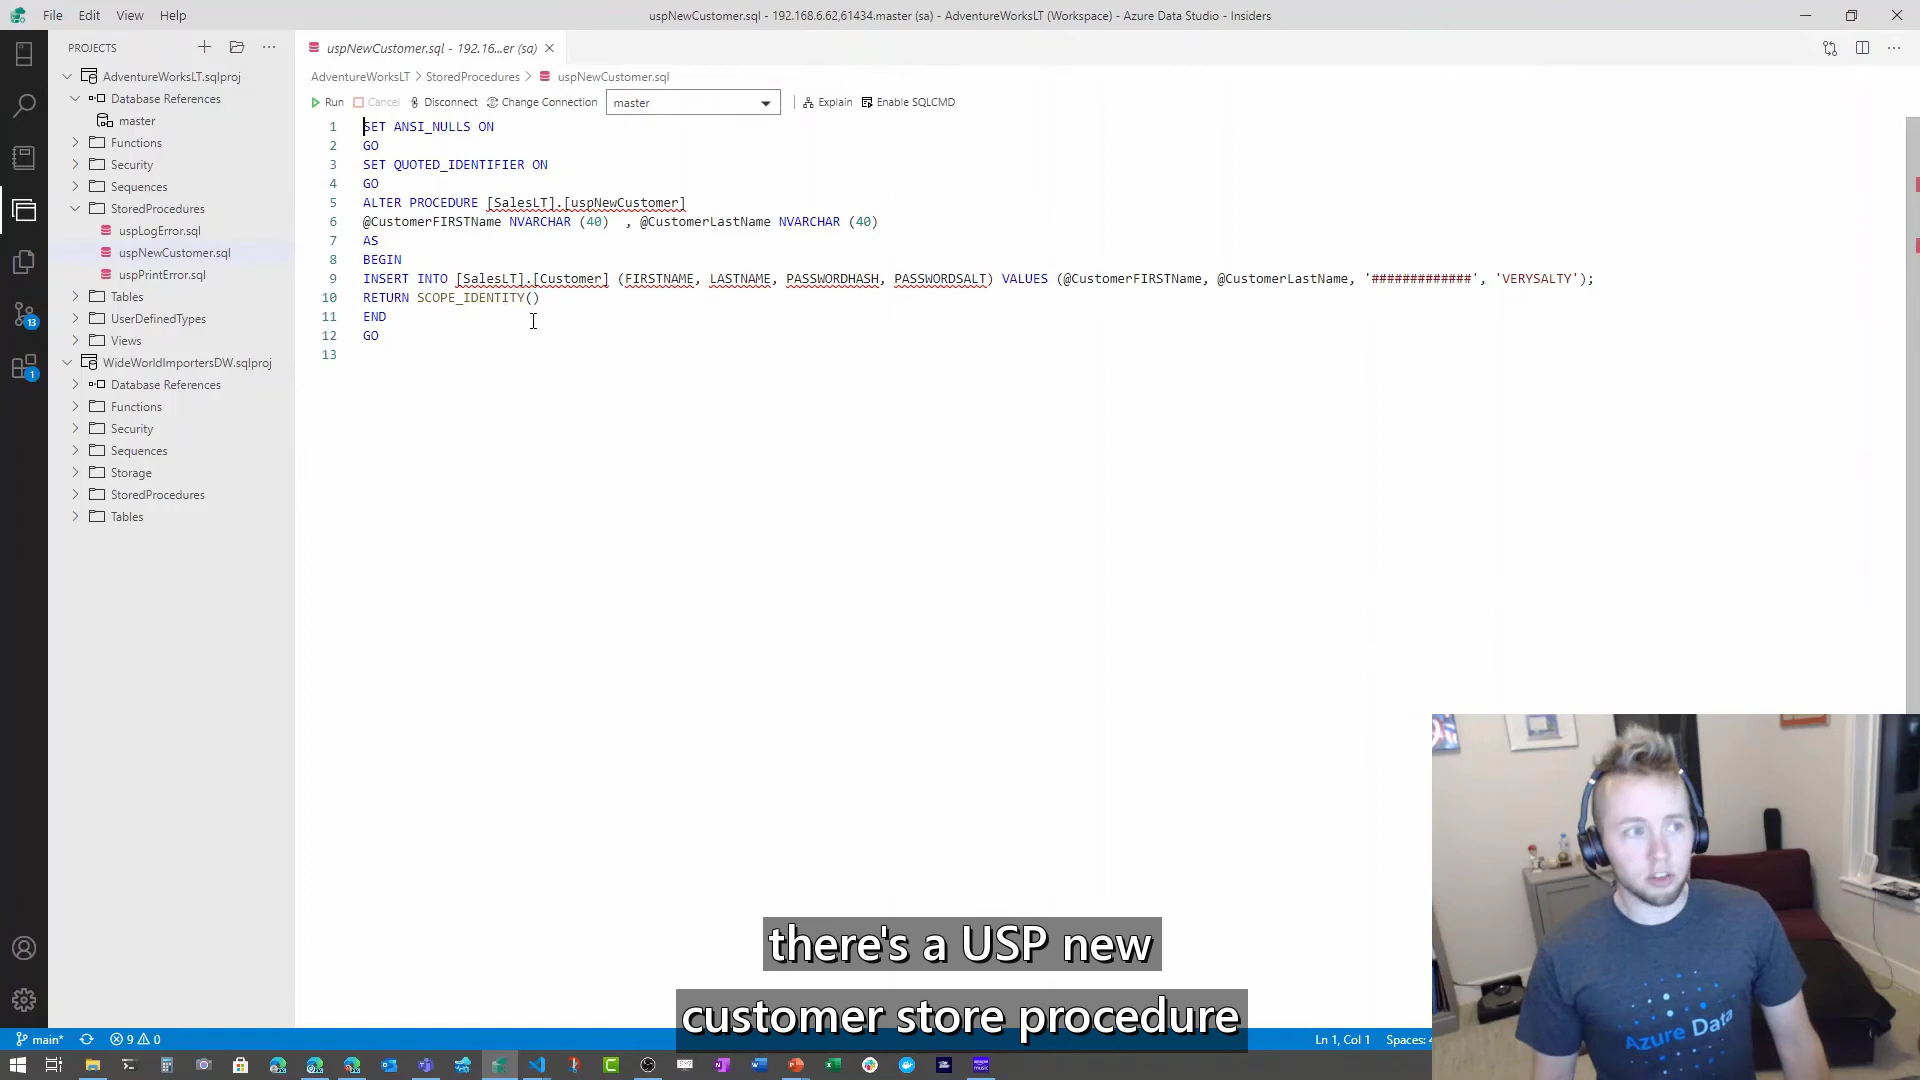 File Edit View Help
uspNewCustomer.sql - 192.168.6.62,61434.master (sa) - AdventureWorksLT (Workspace) - Azure Data Studio - Insiders
PROJECTS
AdventureWorksLT.sqlproj
Database References
master
Functions
Security
Sequences
StoredProcedures
uspLogError.sql
uspNewCustomer.sql
uspPrintError.sql
Tables
UserDefinedTypes
Views
WideWorldImportersDW.sqlproj
Database References
Functions
Security
Sequences
Storage
StoredProcedures
Tables
13
1
uspNewCustomer.sql - 192.16...er (sa)
AdventureWorksLT > StoredProcedures > uspNewCustomer.sql
Run Cancel Disconnect Change Connection master Explain Enable SQLCMD
1 SET ANSI_NULLS ON
2 GO
3 SET QUOTED_IDENTIFIER ON
4 GO
5 ALTER PROCEDURE [SalesLT].[uspNewCustomer]
6 @CustomerFIRSTName NVARCHAR (40) , @CustomerLastName NVARCHAR (40)
7 AS
8 BEGIN
9 INSERT INTO [SalesLT].[Customer] (FIRSTNAME, LASTNAME, PASSWORDHASH, PASSWORDSALT) VALUES (@CustomerFIRSTName, @CustomerLastName, '#############', 'VERYSALTY');
10 RETURN SCOPE_IDENTITY()
11 END
12 GO
13
there's a USP new
customer store procedure
Azure Data
main* 9 0
Ln 1, Col 1 Spaces: